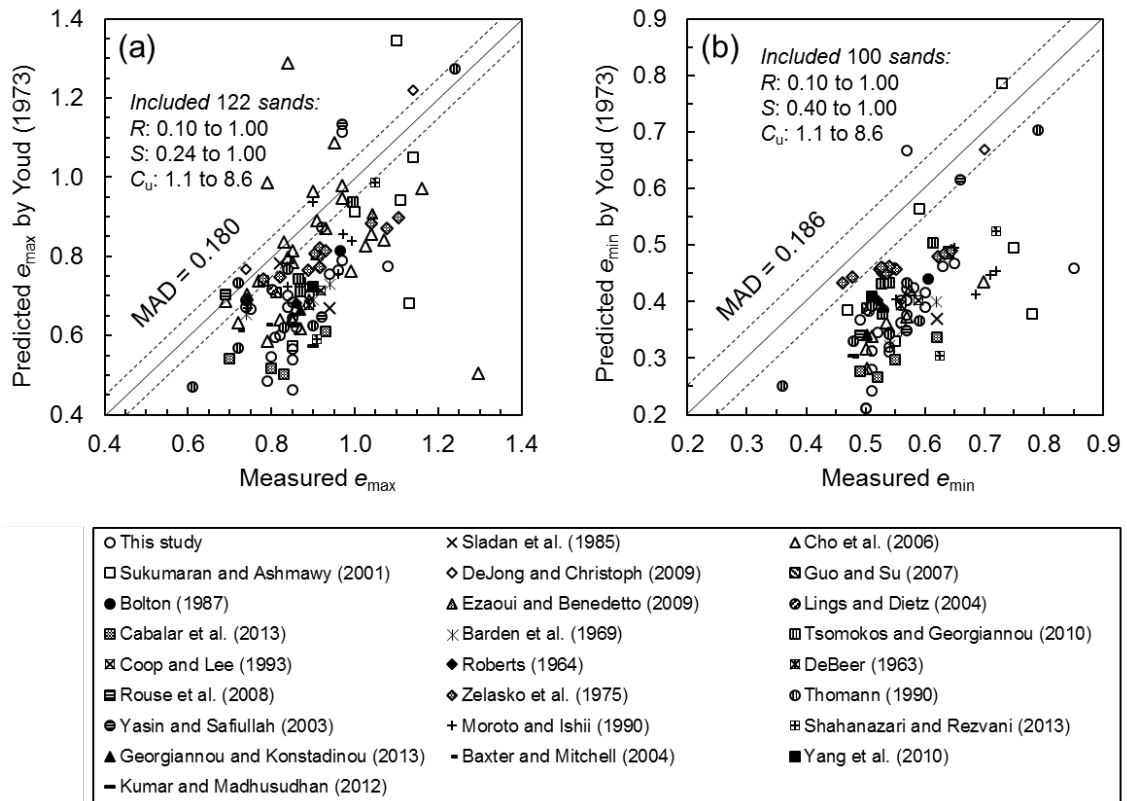 (a)
Included 122 sands:
R: 0.10 to 1.00
S: 0.24 to 1.00
Cu: 1.1 to 8.6
MAD = 0.180
Predicted emax by Youd (1973)
1.4
1.2
1.0
0.8
0.6
0.4
0.4 0.6 0.8 1.0 1.2 1.4
Measured emax
(b)
Included 100 sands:
R: 0.10 to 1.00
S: 0.40 to 1.00
Cu: 1.1 to 8.6
MAD = 0.186
Predicted emin by Youd (1973)
0.9
0.8
0.7
0.6
0.5
0.4
0.3
0.2
0.2 0.3 0.4 0.5 0.6 0.7 0.8 0.9
Measured emin
This study
Sladan et al. (1985)
Cho et al. (2006)
Sukumaran and Ashmawy (2001)
DeJong and Christoph (2009)
Guo and Su (2007)
Bolton (1987)
Ezaoui and Benedetto (2009)
Lings and Dietz (2004)
Cabalar et al. (2013)
Barden et al. (1969)
Tsomokos and Georgiannou (2010)
Coop and Lee (1993)
Roberts (1964)
DeBeer (1963)
Rouse et al. (2008)
Zelasko et al. (1975)
Thomann (1990)
Yasin and Safiullah (2003)
Moroto and Ishii (1990)
Shahanazari and Rezvani (2013)
Georgiannou and Konstadinou (2013)
Baxter and Mitchell (2004)
Yang et al. (2010)
Kumar and Madhusudhan (2012)